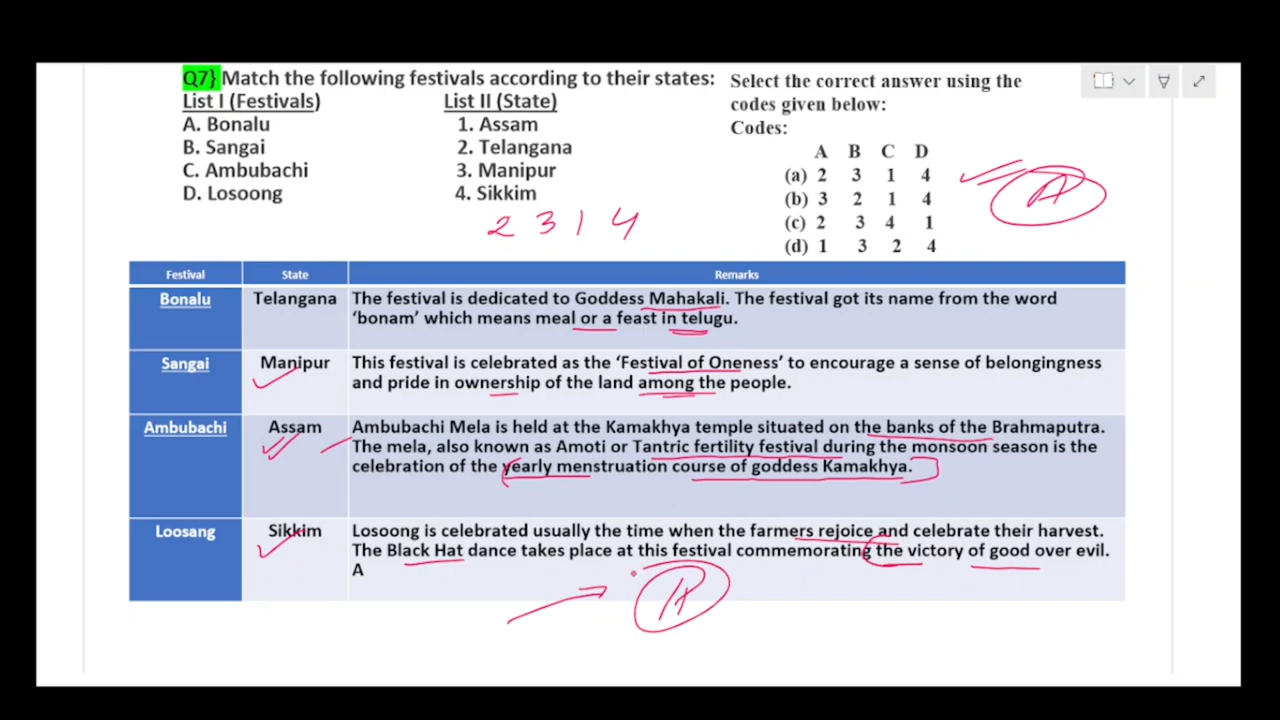 Q7} Match the following festivals according to their states:
List I (Festivals) List II (State)
A. Bonalu 1. Assam
B. Sangai 2. Telangana
C. Ambubachi 3. Manipur
D. Losoong 4. Sikkim
2 3 1 4
Select the correct answer using the
codes given below:
Codes:
A B C D
(a) 2 3 1 4
(b) 3 2 1 4
(c) 2 3 4 1
(d) 1 3 2 4
A
Festival State Remarks
Bonalu Telangana The festival is dedicated to Goddess Mahakali. The festival got its name from the word
‘bonam’ which means meal or a feast in telugu.
Sangai Manipur This festival is celebrated as the ‘Festival of Oneness’ to encourage a sense of belongingness
and pride in ownership of the land among the people.
Ambubachi Assam Ambubachi Mela is held at the Kamakhya temple situated on the banks of the Brahmaputra.
The mela, also known as Amoti or Tantric fertility festival during the monsoon season is the
celebration of the yearly menstruation course of goddess Kamakhya.
Loosang Sikkim Losoong is celebrated usually the time when the farmers rejoice and celebrate their harvest.
The Black Hat dance takes place at this festival commemorating the victory of good over evil.
A
A